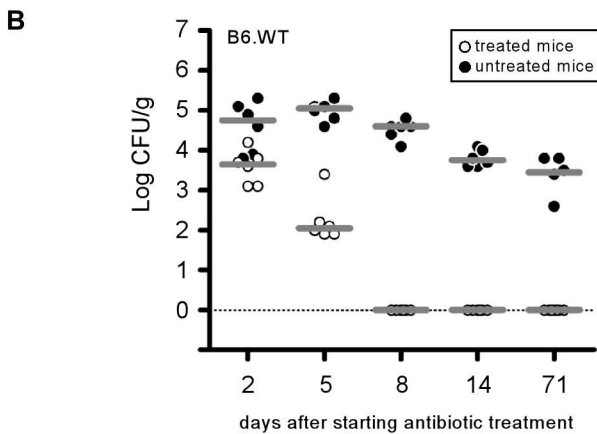 B
B6.WT
treated mice
untreated mice
Log CFU/g
7
6
5
4
3
2
1
0
2 5 8 14 71
days after starting antibiotic treatment